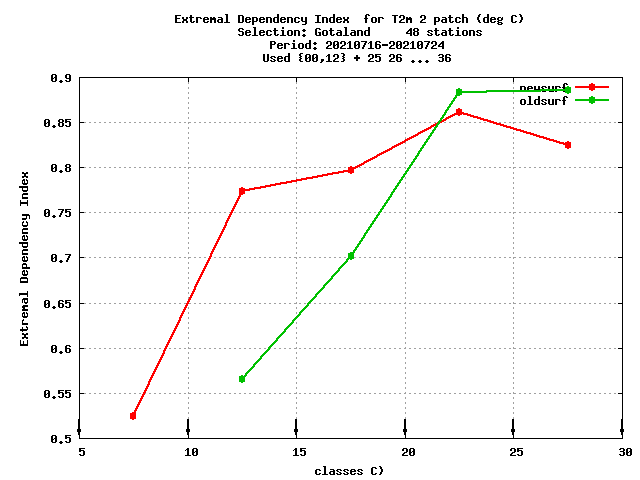 Extremal Dependency Index  for T2m 2 patch (deg C)
Selection: Gotaland     48 stations
Period: 20210716-20210724
Used {00,12} + 25 26 ... 36
newsurf
oldsurf
0.9
0.85
0.8
0.75
0.7
0.65
0.6
0.55
0.5
Extremal Dependency Index
5 10 15 20 25 30
classes C)